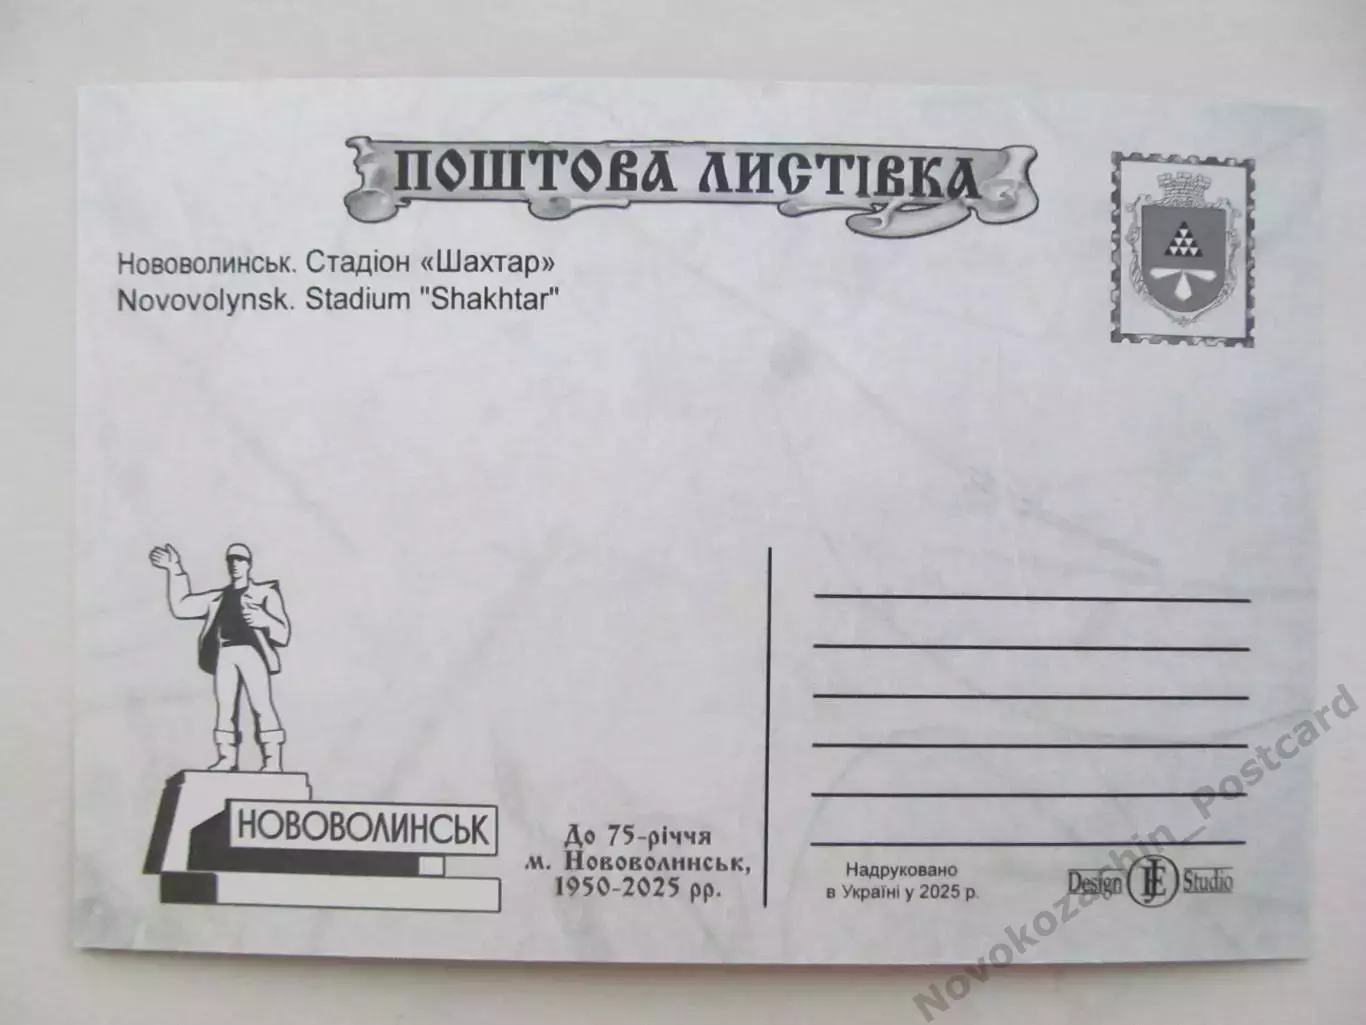 ПОШТОВА ЛИСТІВКА
Нововолинськ. Стадіон «Шахтар»
Novovolynsk. Stadium "Shakhtar"
НОВОВОЛИНСЬК
До 75-річчя
м. Нововолинськ,
1950-2025 рр.
Надруковано
в Україні у 2025 р.
Design Studio
Novokozachin_Postcard